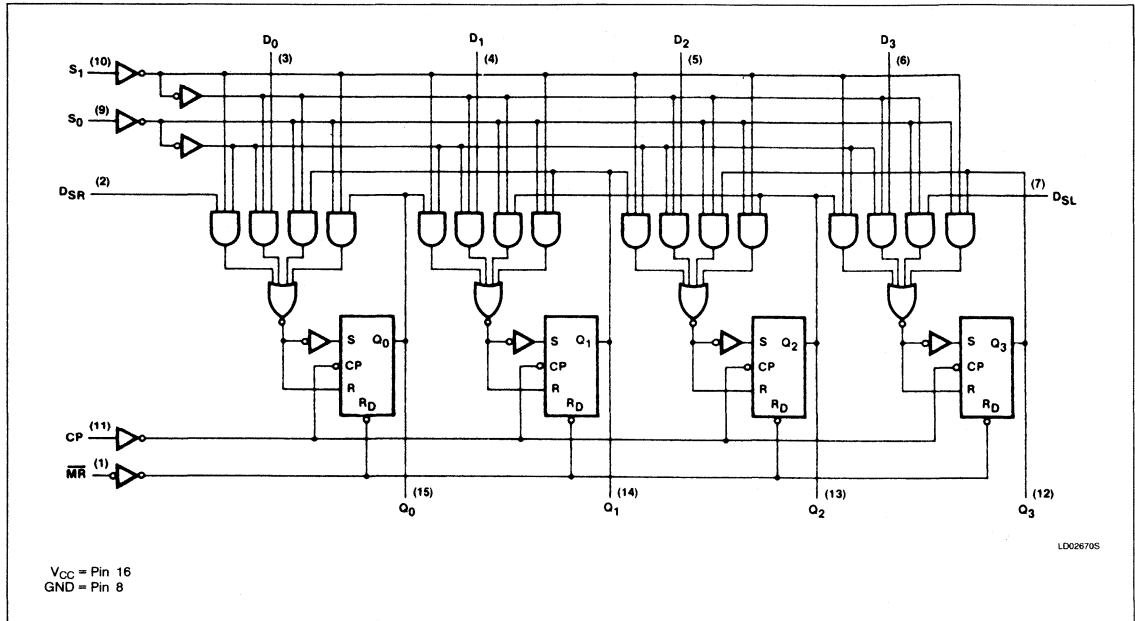 D0 D1 D2 D3
(3) (4) (5) (6)
S1 (10)
S0 (9)
DSR (2)
(7) DSL
S Q0 S Q1 S Q2 S Q3
CP CP CP CP
R R R R
RD RD RD RD
CP (11)
MR (1)
(15) (14) (13) (12)
Q0 Q1 Q2 Q3
LD02670S
VCC = Pin 16
GND = Pin 8